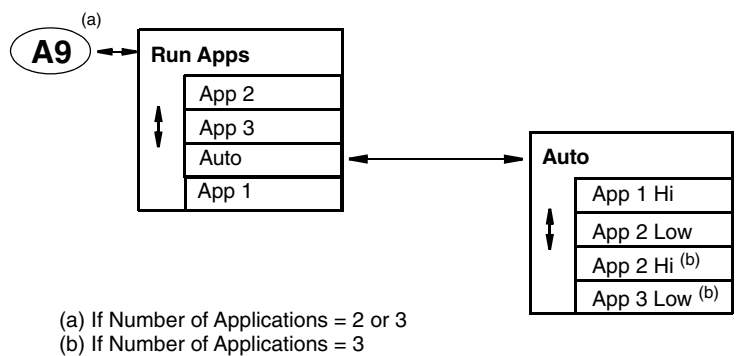 (a)
A9
Run Apps
App 2
App 3
Auto
App 1
Auto
App 1 Hi
App 2 Low
App 2 Hi (b)
App 3 Low (b)
(a) If Number of Applications = 2 or 3
(b) If Number of Applications = 3